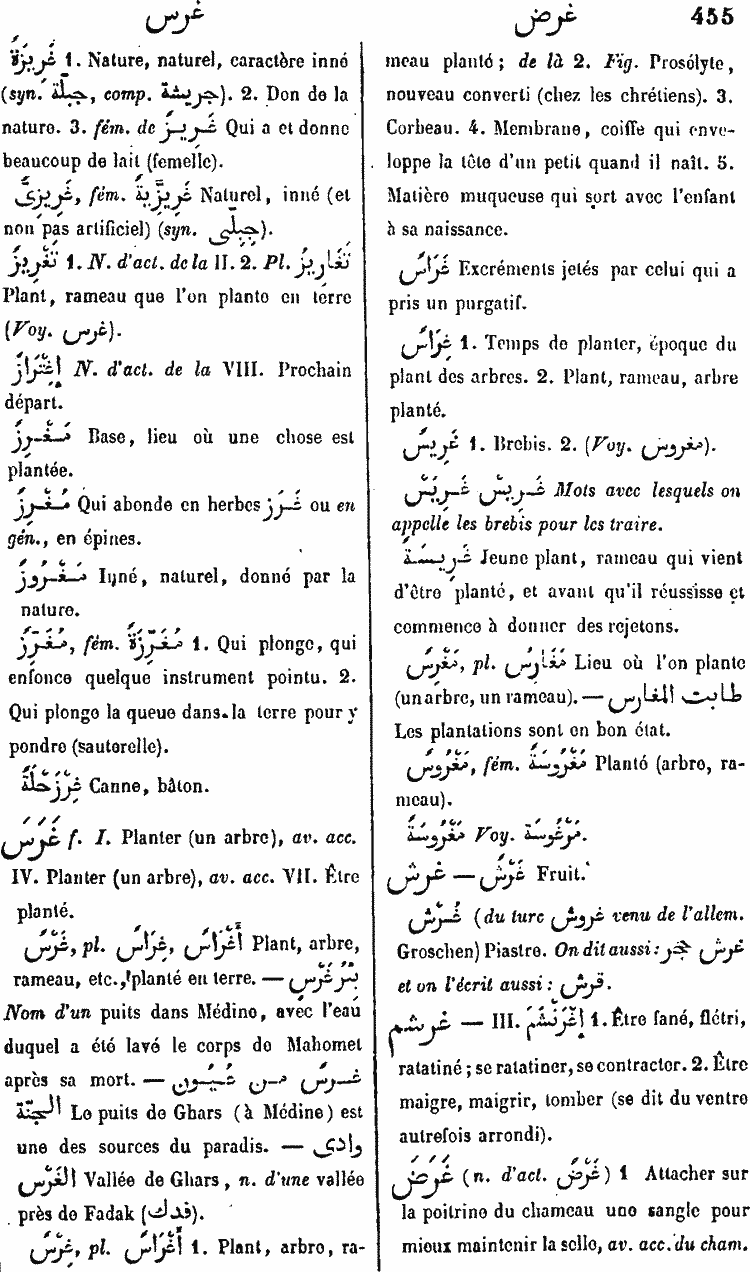 غرس
غرض
455
غَرِيزَةٌ 1. Nature, naturel, caractère inné
(syn. جِبِلَّة, comp. جريشة). 2. Don de la
nature. 3. fém. de غَرِيز Qui a et donne
beaucoup de lait (femelle).
غَرِيزِيٌّ, fém. غَرِيزِيَّةٌ Naturel, inné (et
non pas artificiel) (syn. جِبِلِّى).
تَغْرِيزٌ 1. N. d'act. de la II. 2. Pl. تَغَارِيزُ
Plant, rameau que l'on plante en terre
(Voy. غرس).
إِغْتِرَازٌ N. d'act. de la VIII. Prochain
départ.
مَغْرِزٌ Base, lieu où une chose est
plantée.
مُغْرِزٌ Qui abonde en herbes غَرَز ou en
gén., en épines.
مَغْرُوزٌ Inné, naturel, donné par la
nature.
مُغَرِّزٌ, fém. مُغَرِّزَةٌ 1. Qui plonge, qui
enfonce quelque instrument pointu. 2.
Qui plonge la queue dans la terre pour y
pondre (sauterelle).
غِرْزَحْلَةٌ Canne, bâton.
غَرَسَ f. I. Planter (un arbre), av. acc.
IV. Planter (un arbre), av. acc. VII. Être
planté.
غَرْسٌ, pl. غِرَاسٌ, أَغْرَاسٌ Plant, arbre,
rameau, etc., planté en terre. — بِئْرُ غَرْسٍ
Nom d'un puits dans Médine, avec l'eau
duquel a été lavé le corps de Mahomet
après sa mort. — غرسٌ من عُيُون
الجنّة Le puits de Ghars (à Médine) est
une des sources du paradis. — وادى
الغَرْس Vallée de Ghars, n. d'une vallée
près de Fadak (فدك).
غِرْسٌ, pl. أَغْرَاسٌ 1. Plant, arbre, ra-
meau planté; de là 2. Fig. Prosélyte,
nouveau converti (chez les chrétiens). 3.
Corbeau. 4. Membrane, coiffe qui enve-
loppe la tête d'un petit quand il naît. 5.
Matière muqueuse qui sort avec l'enfant
à sa naissance.
غَرَاسٌ Excréments jetés par celui qui a
pris un purgatif.
غِرَاسٌ 1. Temps de planter, époque du
plant des arbres. 2. Plant, rameau, arbre
planté.
غَرِيسٌ 1. Brebis. 2. (Voy. مغروس).
غَرِيسْ غَرِيسْ Mots avec lesquels on
appelle les brebis pour les traire.
غَرِيسَة Jeune plant, rameau qui vient
d'être planté, et avant qu'il réussisse et
commence à donner des rejetons.
مَغْرِسٌ, pl. مَغَارِسُ Lieu où l'on plante
(un arbre, un rameau). — طابت المغارس
Les plantations sont en bon état.
مَغْرُوسٌ, fém. مَغْرُوسَةٌ Planté (arbre, ra-
meau).
مَغْرُوسَةٌ Voy. مَرْغُوسَة.
غرش — غَرْشٌ Fruit.
غَرْشٌ (du turc غروش venu de l'allem.
Groschen) Piastre. On dit aussi: غرش حجر
et on l'écrit aussi: قرش.
غرشم — III. إِغْرَنْشَمَ 1. Être fané, flétri,
ratatiné; se ratatiner, se contracter. 2. Être
maigre, maigrir, tomber (se dit du ventre
autrefois arrondi).
غَرَضَ (n. d'act. غَرْضٌ) 1 Attacher sur
la poitrine du chameau une sangle pour
mieux maintenir la selle, av. acc. du cham.